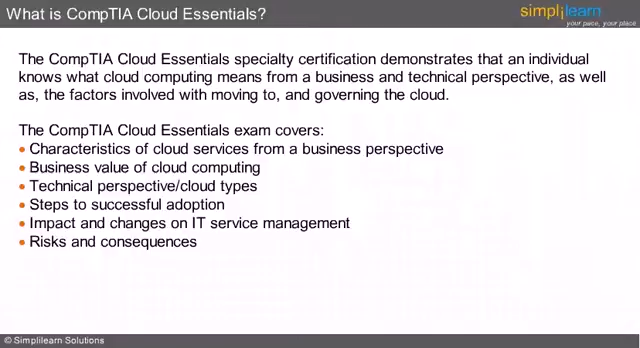 What is CompTIA Cloud Essentials?
simplilearn
your pace, your place
The CompTIA Cloud Essentials specialty certification demonstrates that an individual
knows what cloud computing means from a business and technical perspective, as well
as, the factors involved with moving to, and governing the cloud.
The CompTIA Cloud Essentials exam covers:
• Characteristics of cloud services from a business perspective
• Business value of cloud computing
• Technical perspective/cloud types
• Steps to successful adoption
• Impact and changes on IT service management
• Risks and consequences
© Simplilearn Solutions